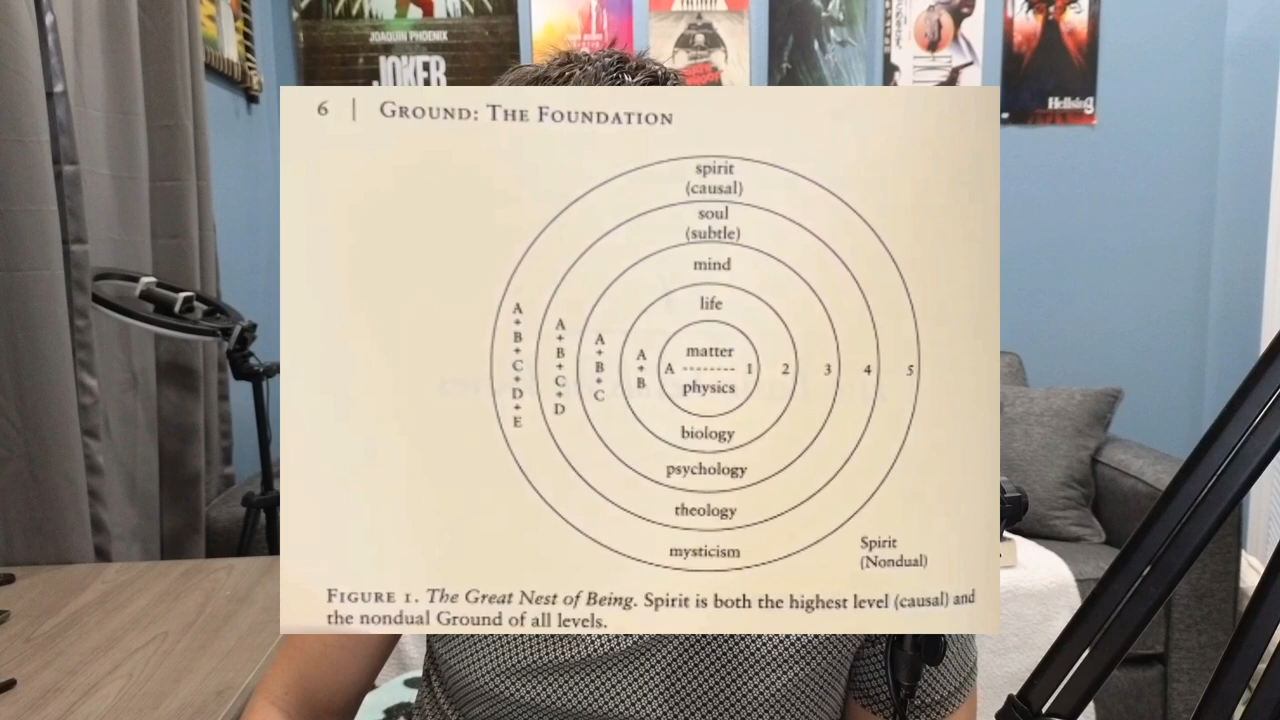 JOAQUIN PHOENIX
JOKER
Hellsing
6 | GROUND: THE FOUNDATION
spirit
(causal)
soul
(subtle)
mind
life
matter
physics
biology
psychology
theology
mysticism
A
+
B
+
C
+
D
+
E
A
+
B
+
C
+
D
A
+
B
+
C
A
+
B
A -------- 1 2 3 4 5
Spirit
(Nondual)
FIGURE 1. The Great Nest of Being. Spirit is both the highest level (causal) and
the nondual Ground of all levels.